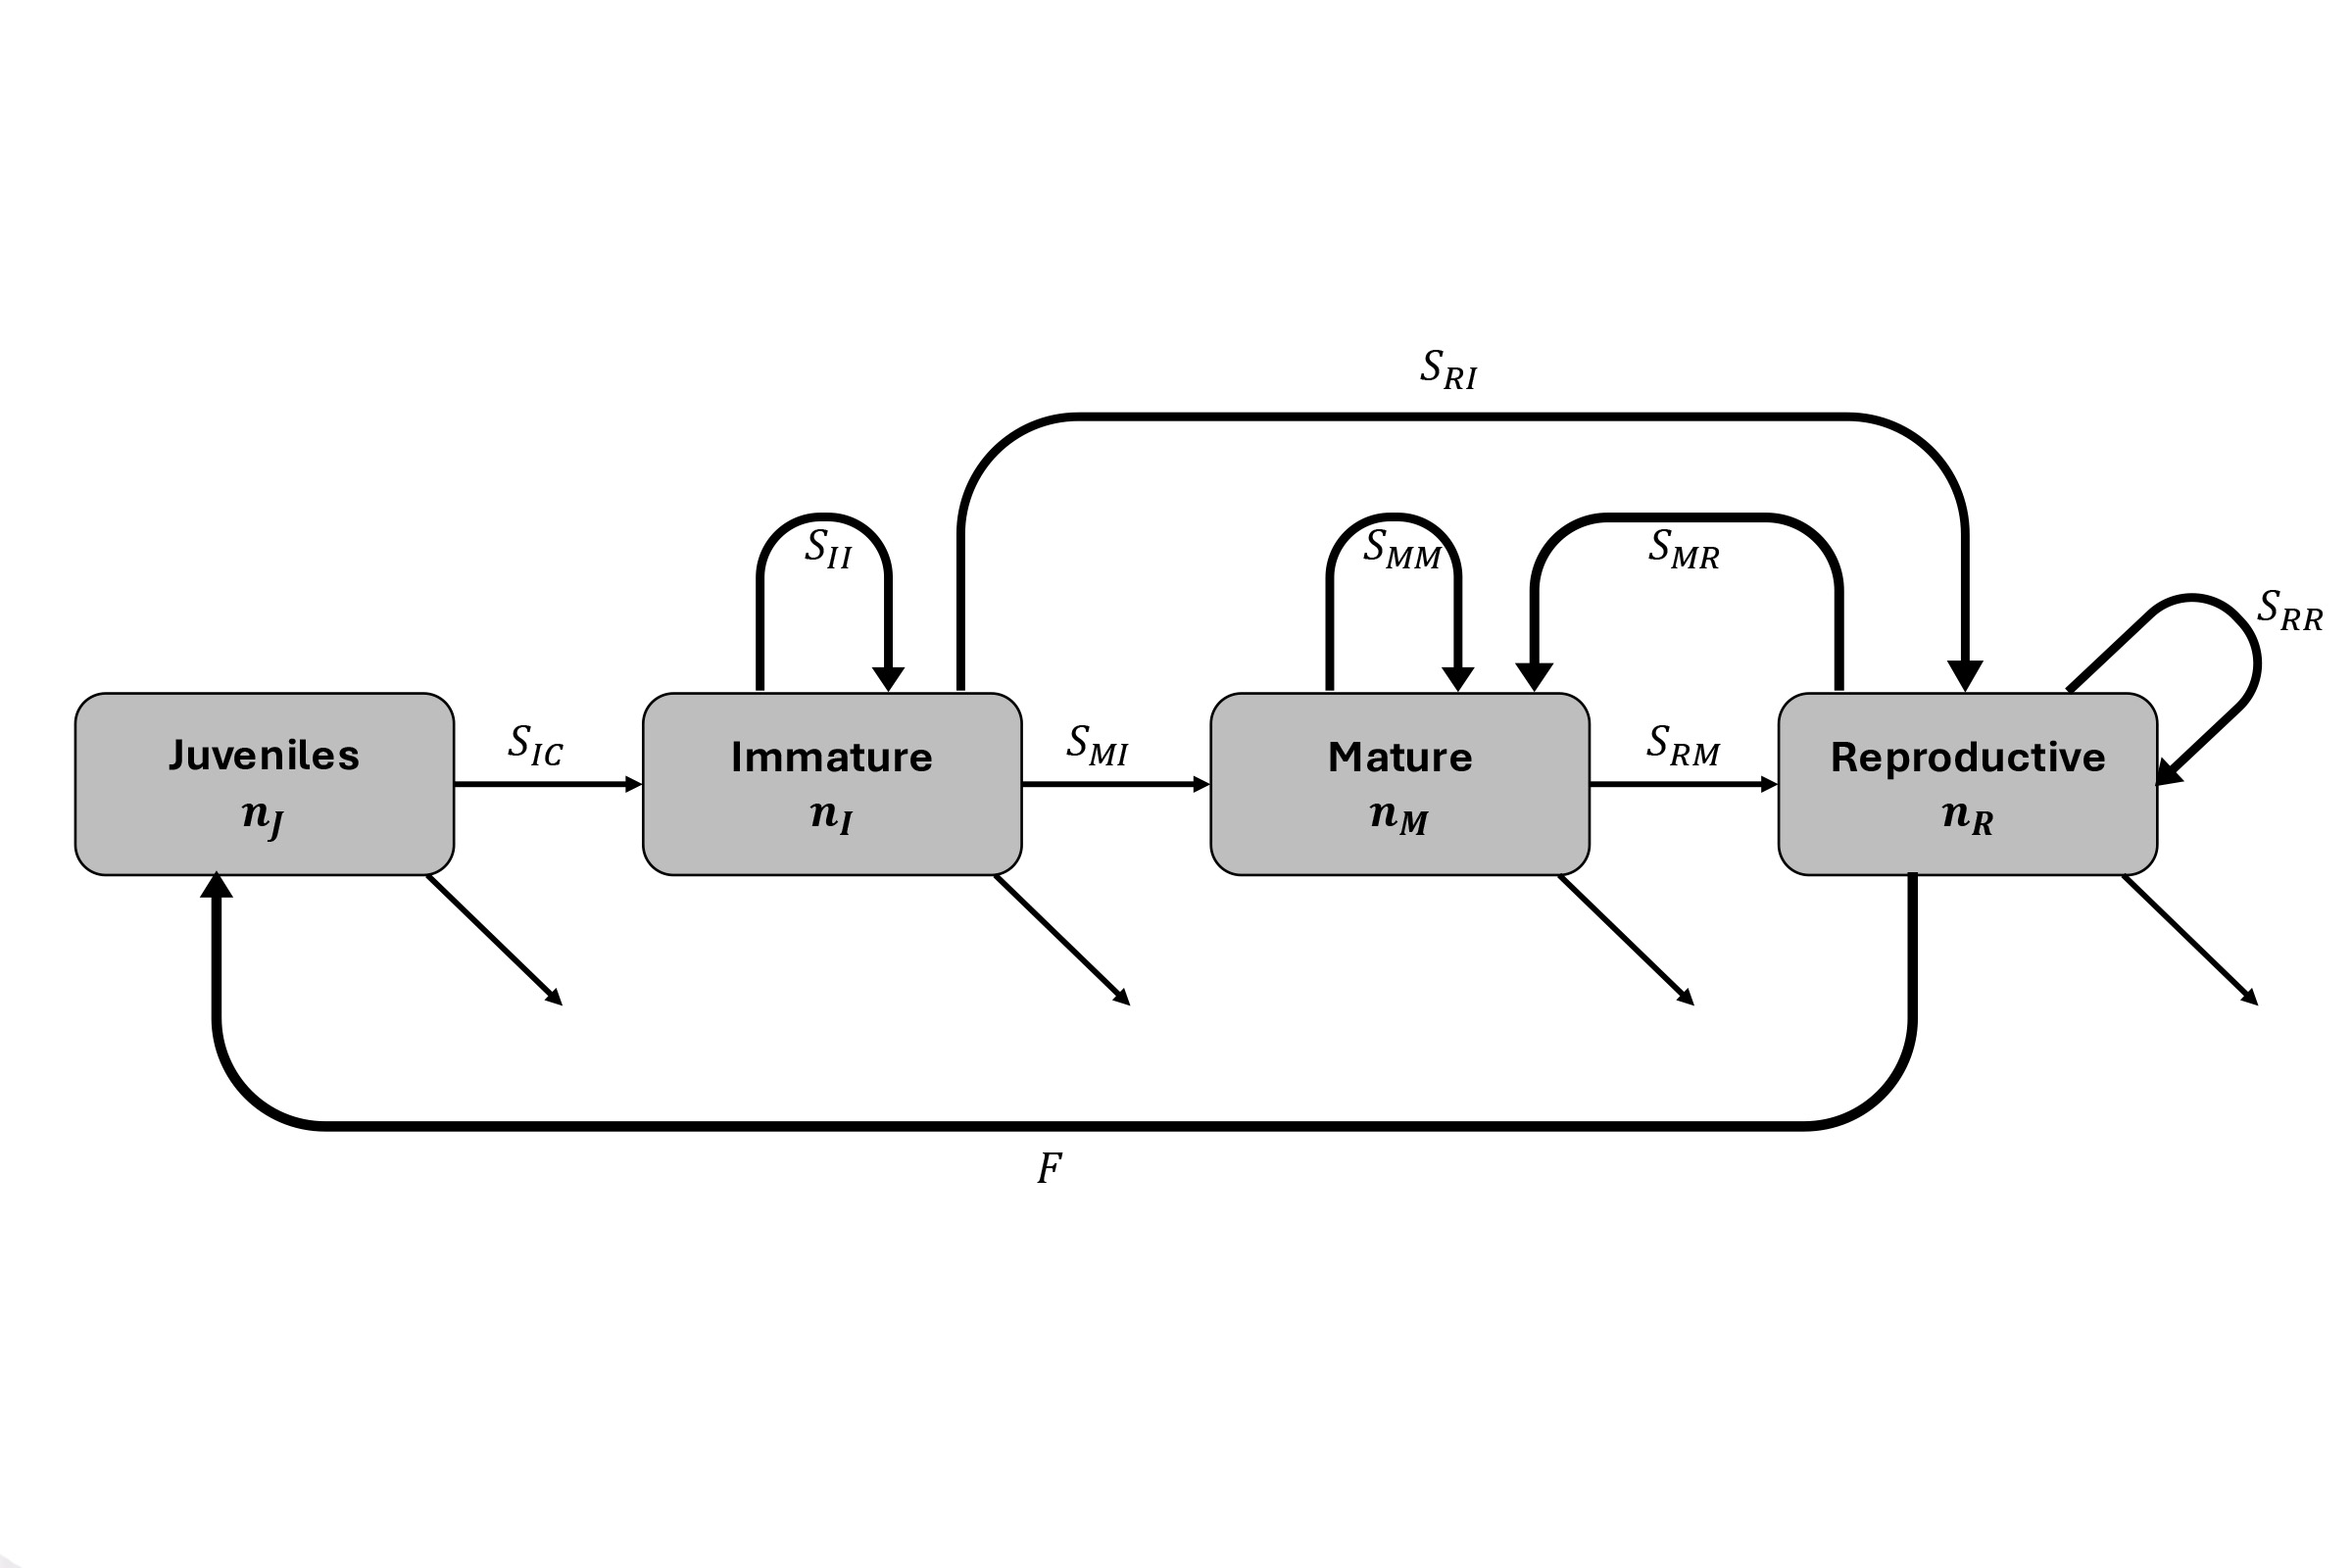 S_{RI}
S_{II}
S_{MM}
S_{MR}
S_{RR}
Juveniles
n_J
S_{IC}
Immature
n_I
S_{MI}
Mature
n_M
S_{RM}
Reproductive
n_R
F